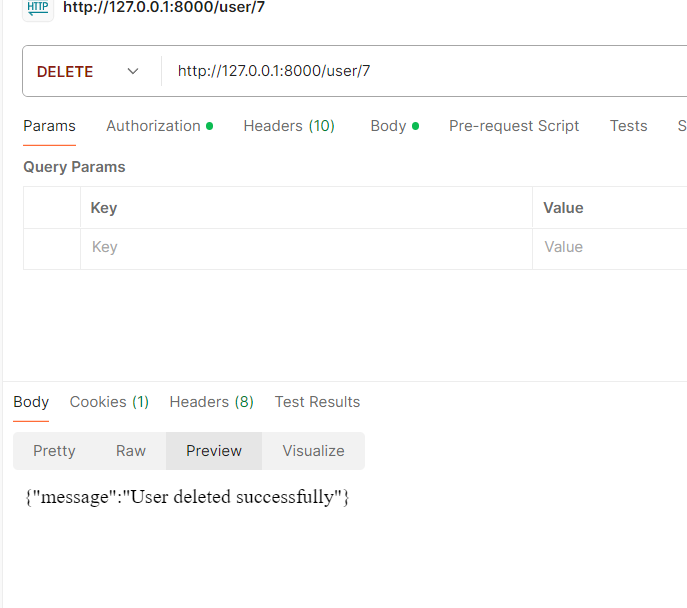 HTTP http://127.0.0.1:8000/user/7
DELETE http://127.0.0.1:8000/user/7
Params Authorization Headers (10) Body Pre-request Script Tests S
Query Params
Key Value
Key Value
Body Cookies (1) Headers (8) Test Results
Pretty Raw Preview Visualize
{"message":"User deleted successfully"}